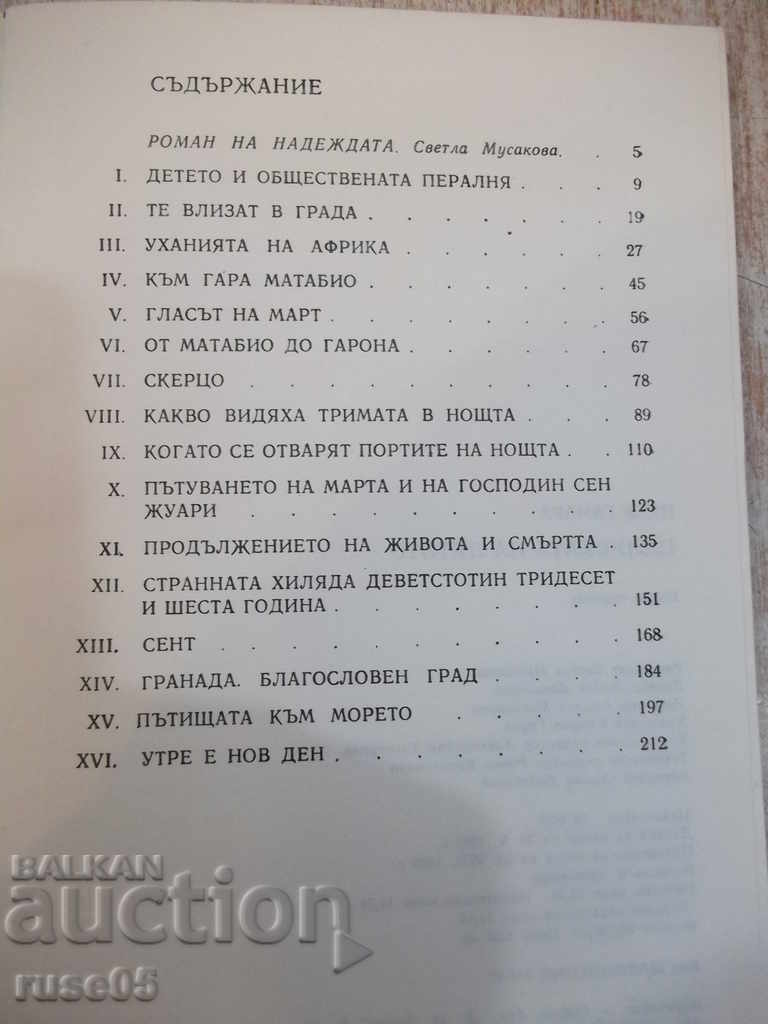 СЪДЪРЖАНИЕ
РОМАН НА НАДЕЖДАТА. Светла Мусакова. . . 5
I. ДЕТЕТО И ОБЩЕСТВЕНАТА ПЕРАЛНЯ . . . 9
II. ТЕ ВЛИЗАТ В ГРАДА . . . . . . . 19
III. УХАНИЯТА НА АФРИКА . . . . . . 27
IV. КЪМ ГАРА МАТАБИО . . . . . . . 45
V. ГЛАСЪТ НА МАРТ . . . . . . . . 56
VI. ОТ МАТАБИО ДО ГАРОНА . . . . . . 67
VII. СКЕРЦО . . . . . . . . . . 78
VIII. КАКВО ВИДЯХА ТРИМАТА В НОЩТА . . . 89
IX. КОГАТО СЕ ОТВАРЯТ ПОРТИТЕ НА НОЩТА . . 110
X. ПЪТУВАНЕТО НА МАРТА И НА ГОСПОДИН СЕН
ЖУАРИ . . . . . . . . . . 123
XI. ПРОДЪЛЖЕНИЕТО НА ЖИВОТА И СМЪРТТА . 135
XII. СТРАННАТА ХИЛЯДА ДЕВЕТСТОТИН ТРИДЕСЕТ
И ШЕСТА ГОДИНА . . . . . . . . 151
XIII. СЕНТ . . . . . . . . . . . 168
XIV. ГРАНАДА. БЛАГОСЛОВЕН ГРАД . . . . 184
XV. ПЪТИЩАТА КЪМ МОРЕТО . . . . . 197
XVI. УТРЕ Е НОВ ДЕН . . . . . . . . 212
BALKAN
auction
ruse05